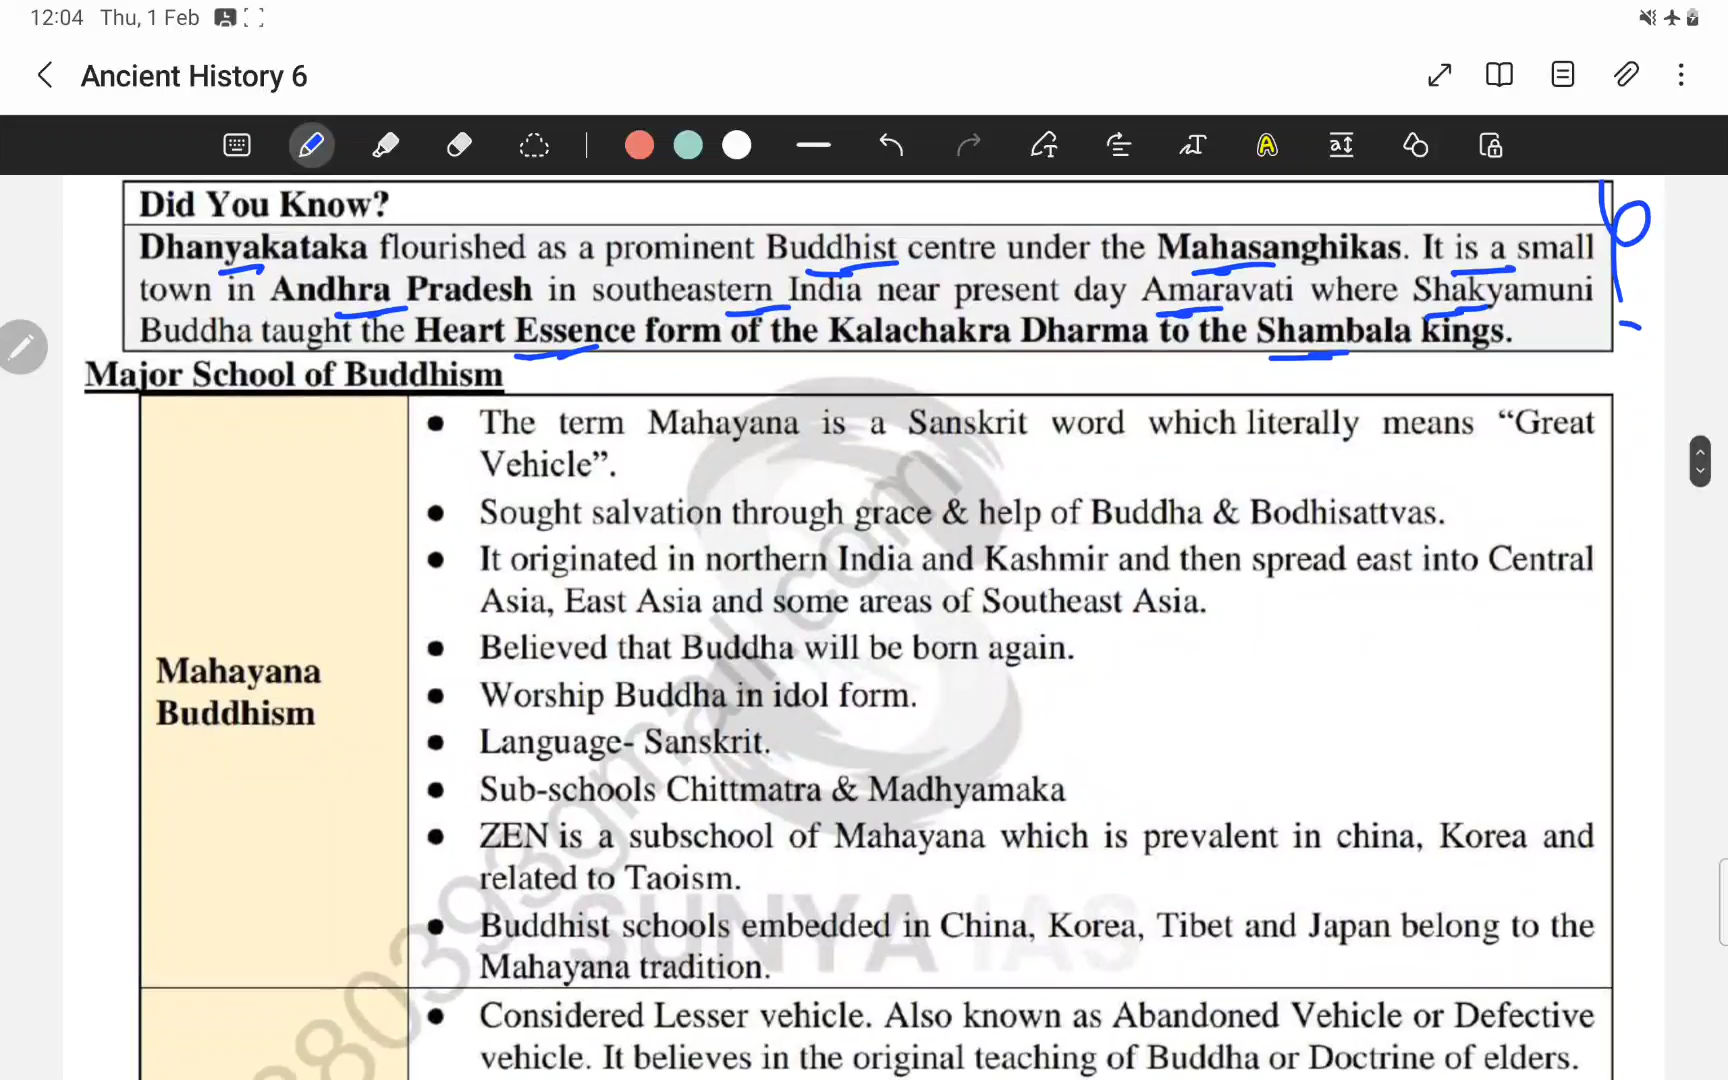 12:04 Thu, 1 Feb
Ancient History 6
Did You Know?
Dhanyakataka flourished as a prominent Buddhist centre under the Mahasanghikas. It is a small
town in Andhra Pradesh in southeastern India near present day Amaravati where Shakyamuni
Buddha taught the Heart Essence form of the Kalachakra Dharma to the Shambala kings.
Major School of Buddhism
Mahayana
Buddhism
● The term Mahayana is a Sanskrit word which literally means “Great
Vehicle”.
● Sought salvation through grace & help of Buddha & Bodhisattvas.
● It originated in northern India and Kashmir and then spread east into Central
Asia, East Asia and some areas of Southeast Asia.
● Believed that Buddha will be born again.
● Worship Buddha in idol form.
● Language- Sanskrit.
● Sub-schools Chittmatra & Madhyamaka
● ZEN is a subschool of Mahayana which is prevalent in china, Korea and
related to Taoism.
● Buddhist schools embedded in China, Korea, Tibet and Japan belong to the
Mahayana tradition.
● Considered Lesser vehicle. Also known as Abandoned Vehicle or Defective
vehicle. It believes in the original teaching of Buddha or Doctrine of elders.
SUNYA IAS